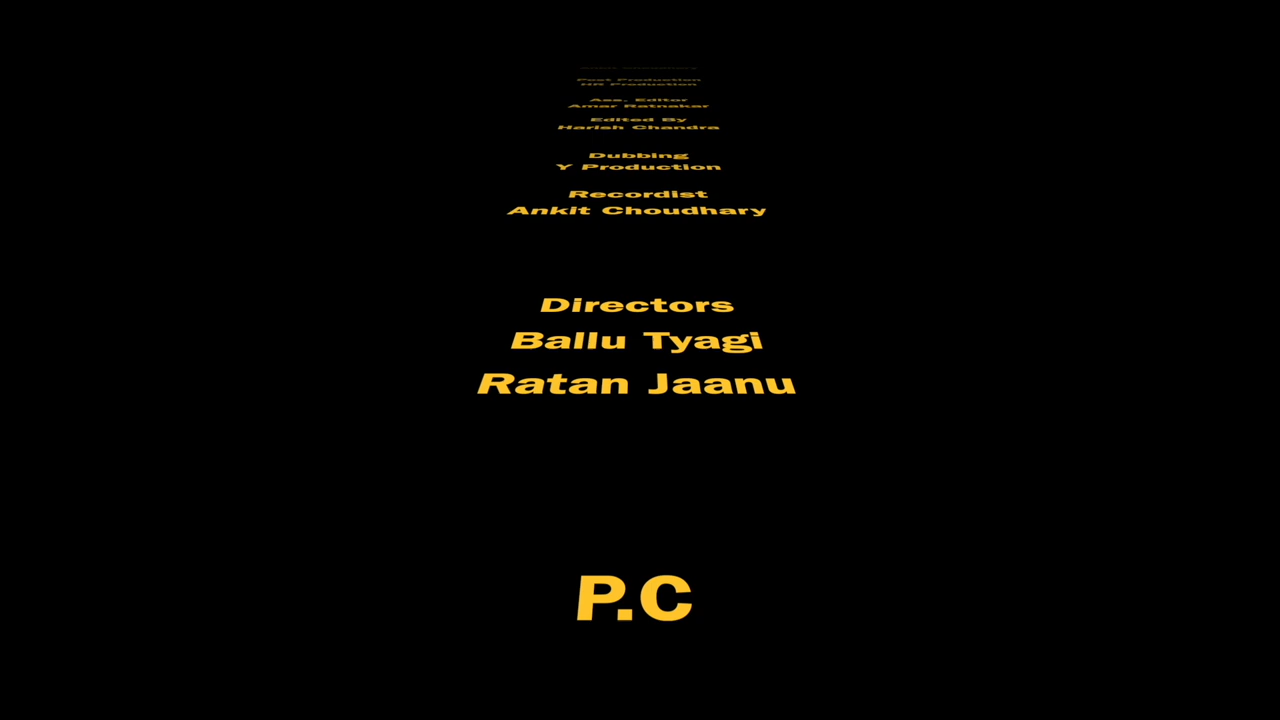 Post Production
HR Production
Ass. Editor
Amar Ratnakar
Edited By
Harish Chandra
Dubbing
Y Production
Recordist
Ankit Choudhary
Directors
Ballu Tyagi
Ratan Jaanu
P.C